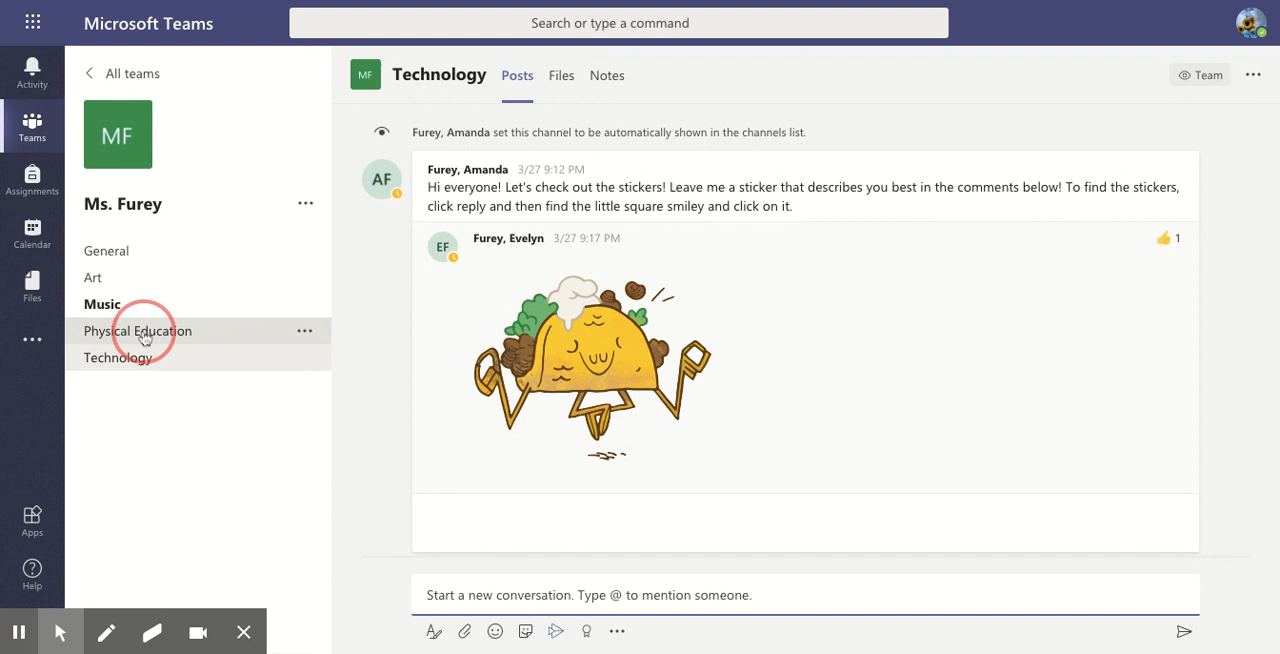 Microsoft Teams
Search or type a command
Activity
Teams
Assignments
Calendar
Files
Apps
Help
All teams
MF
Ms. Furey
General
Art
Music
Physical Education
Technology
MF
Technology
Posts
Files
Notes
Team
Furey, Amanda set this channel to be automatically shown in the channels list.
AF
Furey, Amanda 3/27 9:12 PM
Hi everyone! Let's check out the stickers! Leave me a sticker that describes you best in the comments below! To find the stickers,
click reply and then find the little square smiley and click on it.
EF
Furey, Evelyn 3/27 9:17 PM
1
Start a new conversation. Type @ to mention someone.